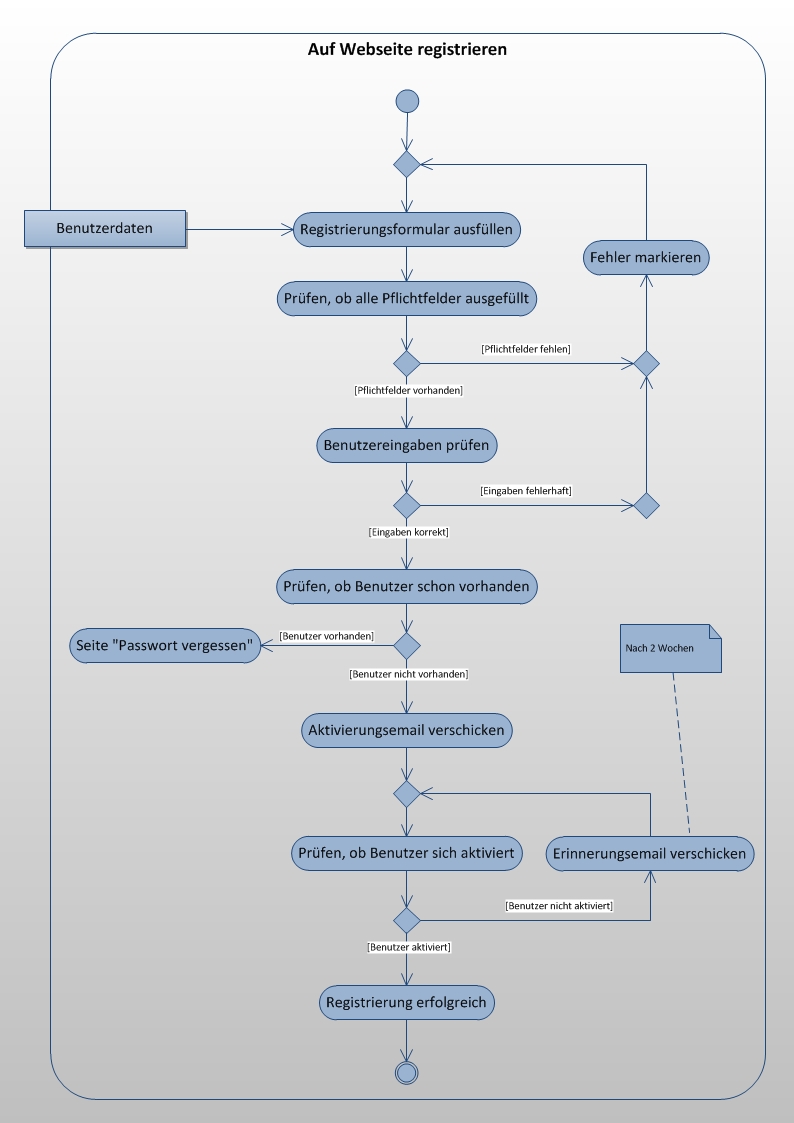 Auf Webseite registrieren
Benutzerdaten
Registrierungsformular ausfüllen
Fehler markieren
Prüfen, ob alle Pflichtfelder ausgefüllt
[Pflichtfelder fehlen]
[Pflichtfelder vorhanden]
Benutzereingaben prüfen
[Eingaben fehlerhaft]
[Eingaben korrekt]
Prüfen, ob Benutzer schon vorhanden
Seite "Passwort vergessen"
[Benutzer vorhanden]
Nach 2 Wochen
[Benutzer nicht vorhanden]
Aktivierungsemail verschicken
Prüfen, ob Benutzer sich aktiviert
Erinnerungsemail verschicken
[Benutzer nicht aktiviert]
[Benutzer aktiviert]
Registrierung erfolgreich